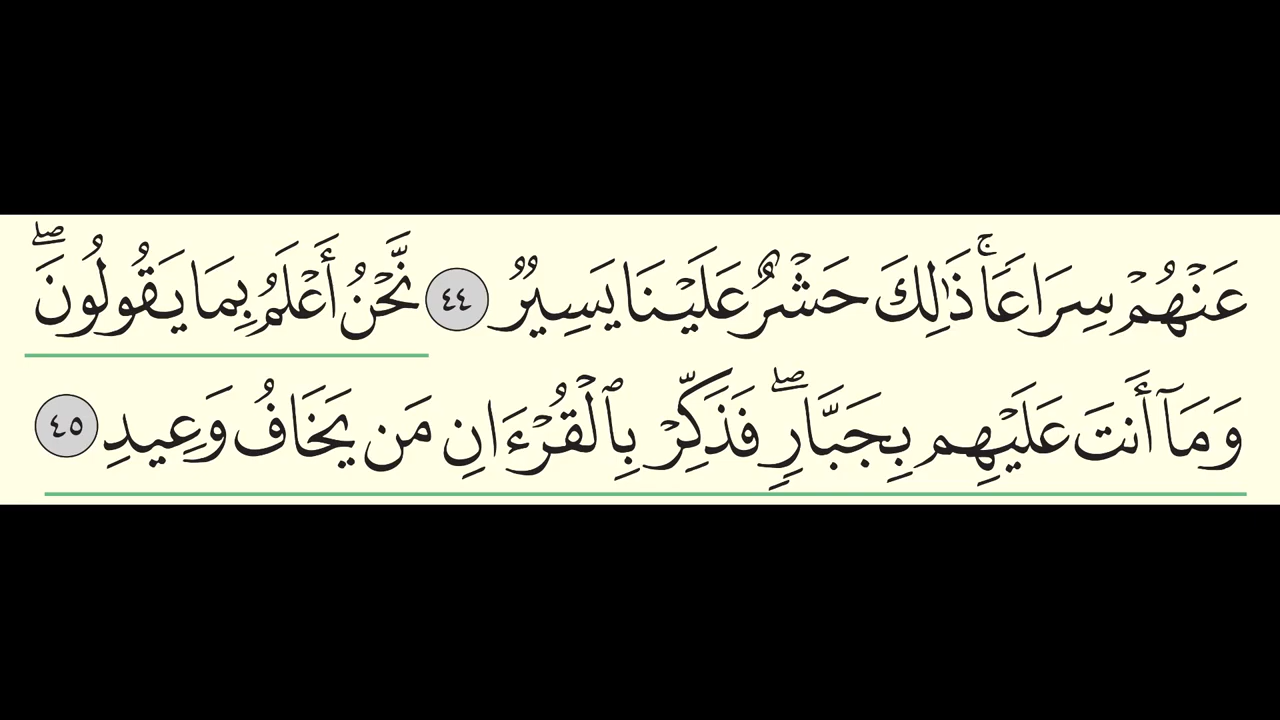 عَنْهُمْ سِرَاعًاۚ ذَٰلِكَ حَشْرٌ عَلَيْنَا يَسِيرٌ ٤٤ نَّحْنُ أَعْلَمُ بِمَا يَقُولُونَۖ
وَمَآ أَنتَ عَلَيْهِم بِجَبَّارٍۖ فَذَكِّرْ بِٱلْقُرْءَانِ مَن يَخَافُ وَعِيدِ ٤٥